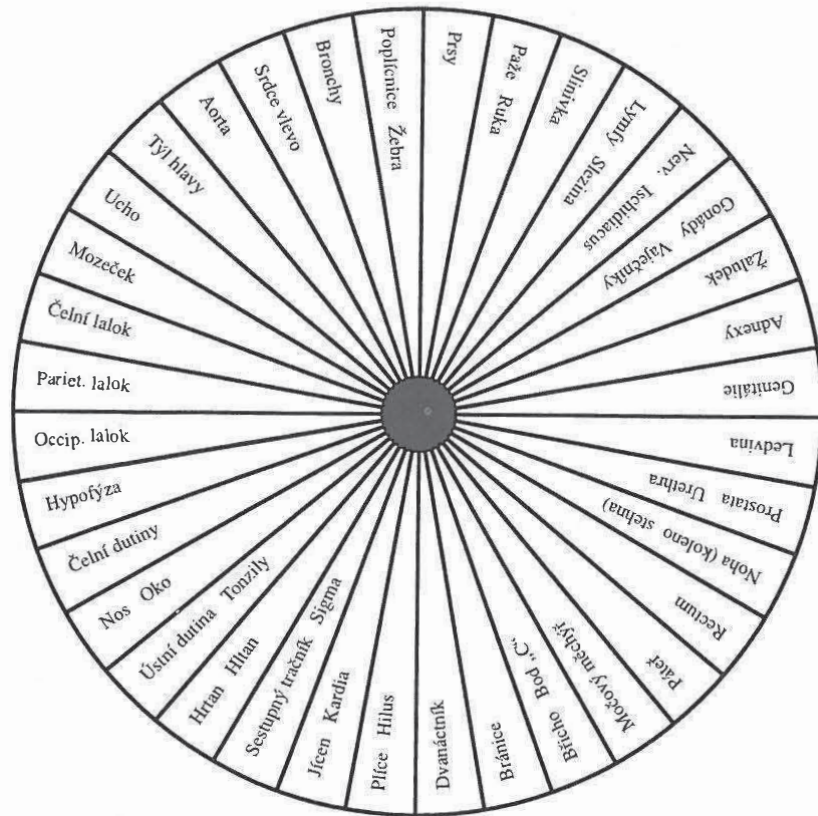 Prsy
Paže Ruka
Slinivka
Lymfy Slezina
Nerv. Ischidiacus
Gonády Vaječníky
Žaludek
Adnexy
Genitálie
Ledvina
Prostata Urethra
Noha (Koleno stehna)
Rectum
Páteř
Močový měchýř
Břicho Bod „C“
Bránice
Dvanáctník
Plíce Hilus
Jícen Kardia
Sestupný tračník Sigma
Hrtan Hltan
Ústní dutina Tonzily
Nos Oko
Čelní dutiny
Hypofýza
Occip. lalok
Pariet. lalok
Čelní lalok
Mozeček
Ucho
Týl hlavy
Aorta
Srdce vlevo
Bronchy
Poplícnice Žebra